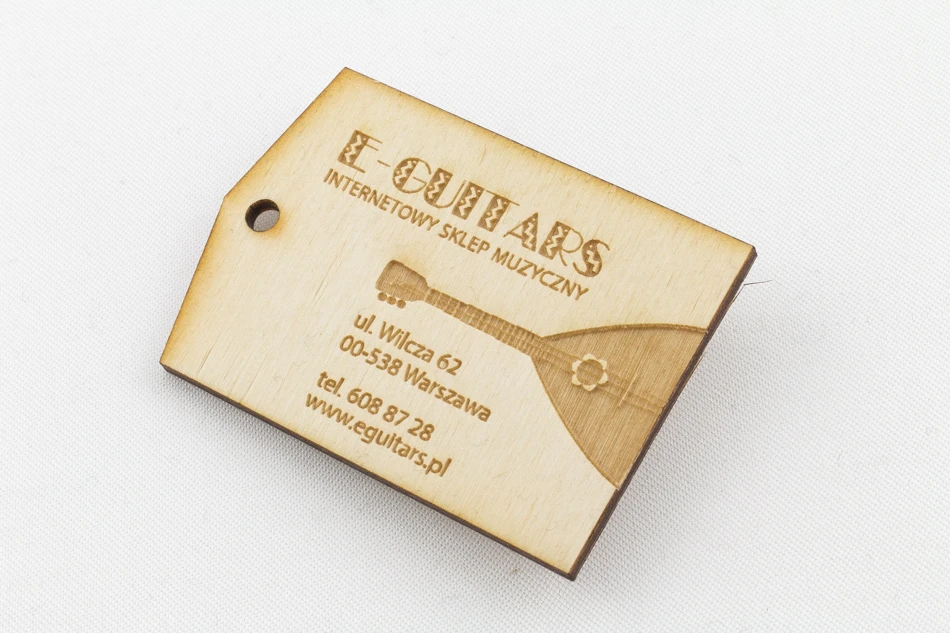 E-GUITARS
INTERNETOWY SKLEP MUZYCZNY
ul. Wilcza 62
00-538 Warszawa
tel. 608 87 28
www.eguitars.pl